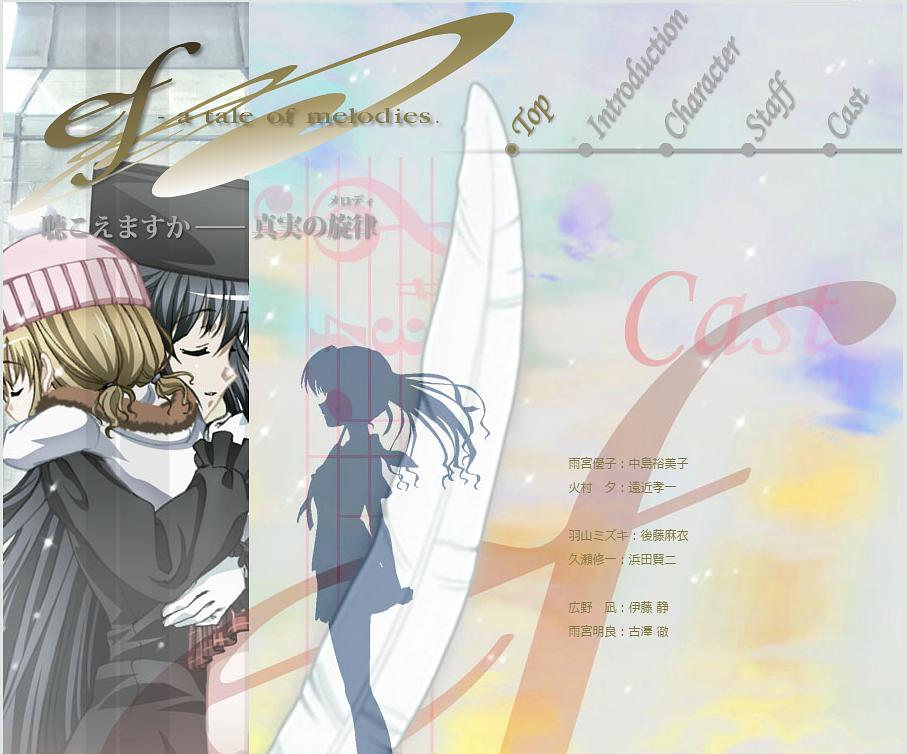 ef - a tale of melodies.
Top
Introduction
Character
Staff
Cast
メロディ
聴こえますか――真実の旋律
Cast
雨宮優子：中島裕美子
火村　夕：遠近孝一
羽山ミズキ：後藤麻衣
久瀬修一：浜田賢二
広野　凪：伊藤 静
雨宮明良：古澤 徹